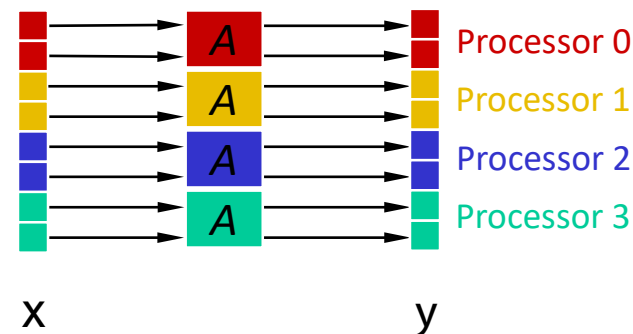 A Processor 0
A Processor 1
A Processor 2
A Processor 3
x y